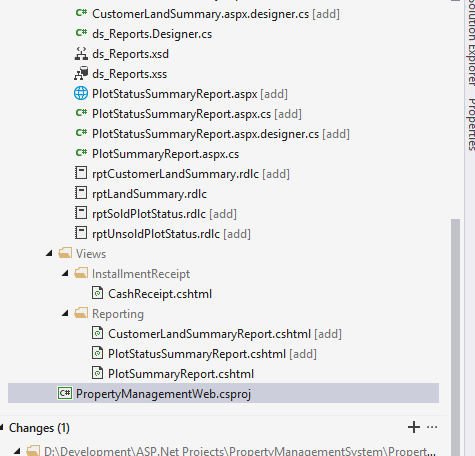 C# CustomerLandSummary.aspx.designer.cs [add]
C# ds_Reports.Designer.cs
ds_Reports.xsd
ds_Reports.xss
PlotStatusSummaryReport.aspx [add]
C# PlotStatusSummaryReport.aspx.cs [add]
C# PlotStatusSummaryReport.aspx.designer.cs [add]
C# PlotSummaryReport.aspx.cs
rptCustomerLandSummary.rdlc [add]
rptLandSummary.rdlc
rptSoldPlotStatus.rdlc [add]
rptUnsoldPlotStatus.rdlc [add]
Views
InstallmentReceipt
CashReceipt.cshtml
Reporting
CustomerLandSummaryReport.cshtml [add]
PlotStatusSummaryReport.cshtml [add]
PlotSummaryReport.cshtml
C# PropertyManagementWeb.csproj
Changes (1)
D:\Development\ASP.Net Projects\PropertyManagementSystem\Propert...
olution Explorer
Properties